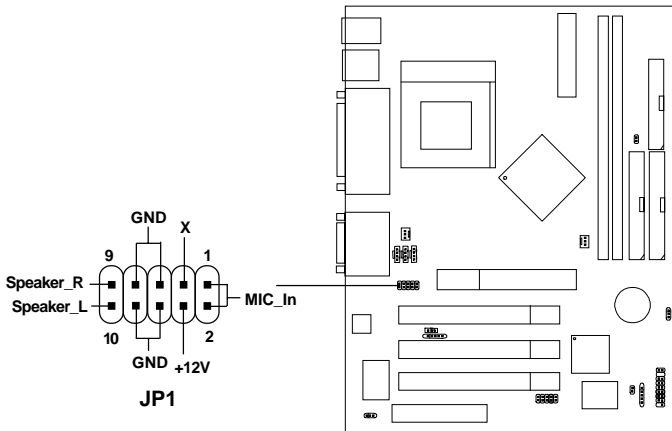 GND X
9 1
Speaker_R
MIC_In
Speaker_L
10 2
GND +12V
JP1